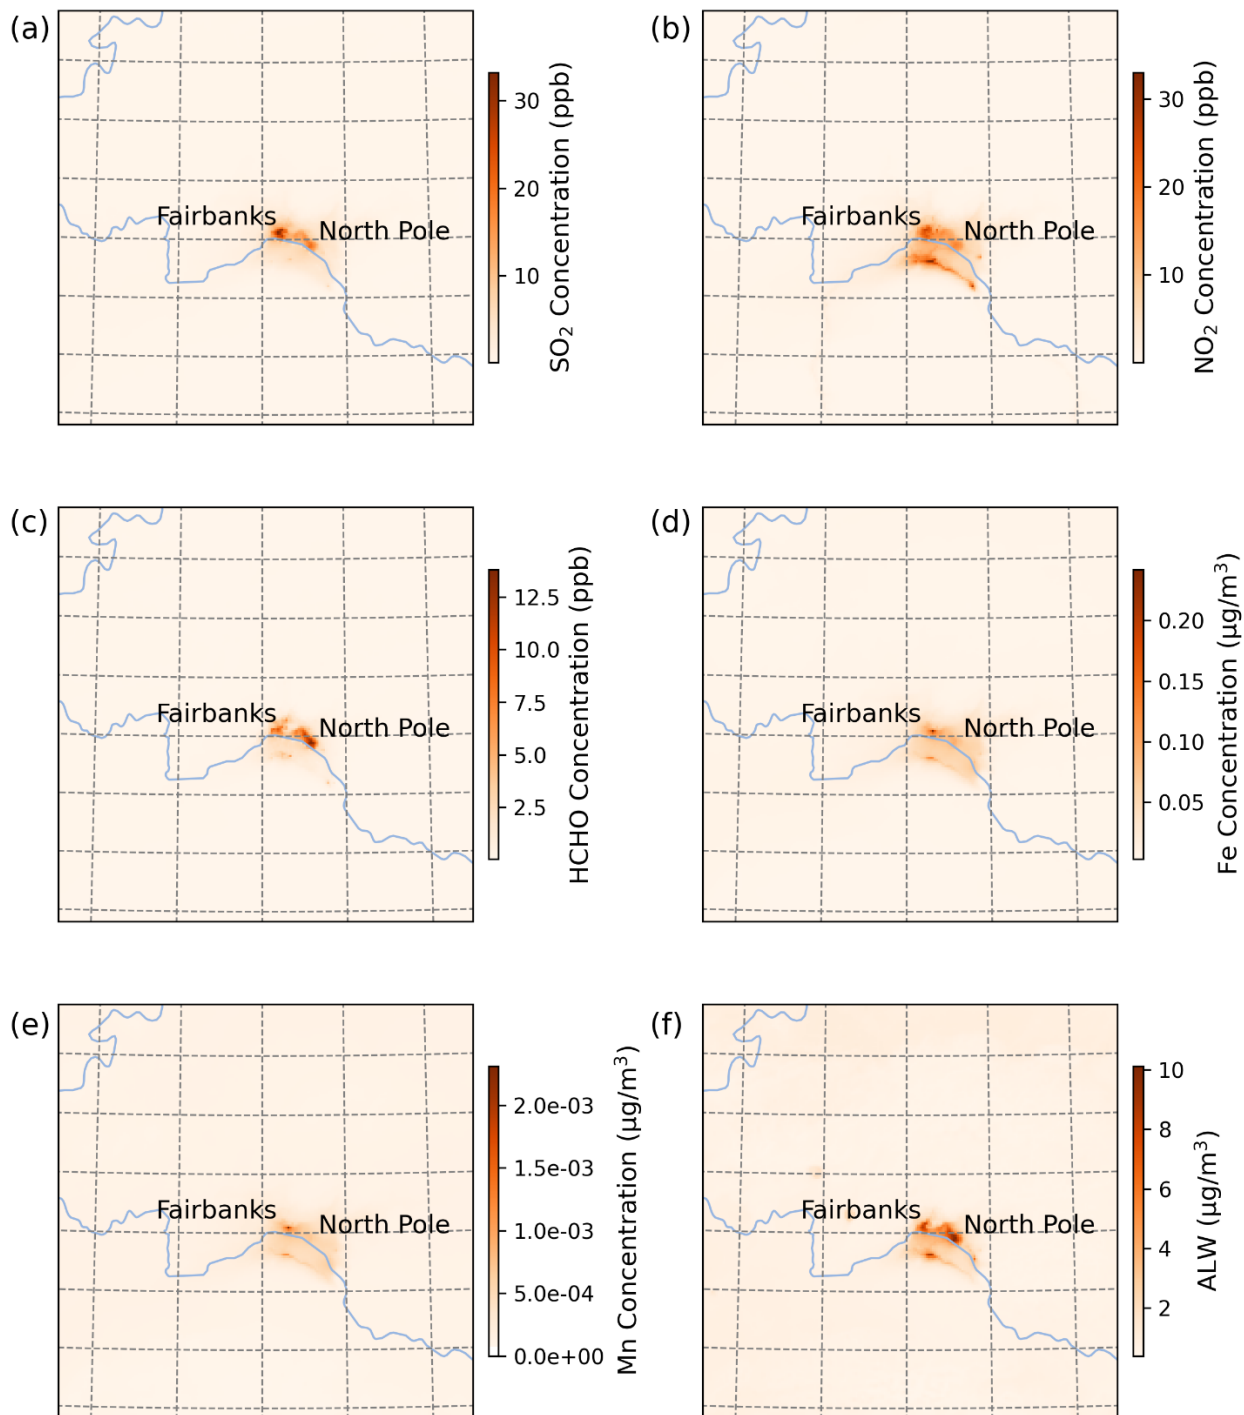 (a)
Fairbanks
North Pole
30
20
10
SO₂ Concentration (ppb)
(b)
Fairbanks
North Pole
30
20
10
NO₂ Concentration (ppb)
(c)
Fairbanks
North Pole
12.5
10.0
7.5
5.0
2.5
HCHO Concentration (ppb)
(d)
Fairbanks
North Pole
0.20
0.15
0.10
0.05
Fe Concentration (μg/m³)
(e)
Fairbanks
North Pole
2.0e-03
1.5e-03
1.0e-03
5.0e-04
0.0e+00
Mn Concentration (μg/m³)
(f)
Fairbanks
North Pole
10
8
6
4
2
ALW (μg/m³)